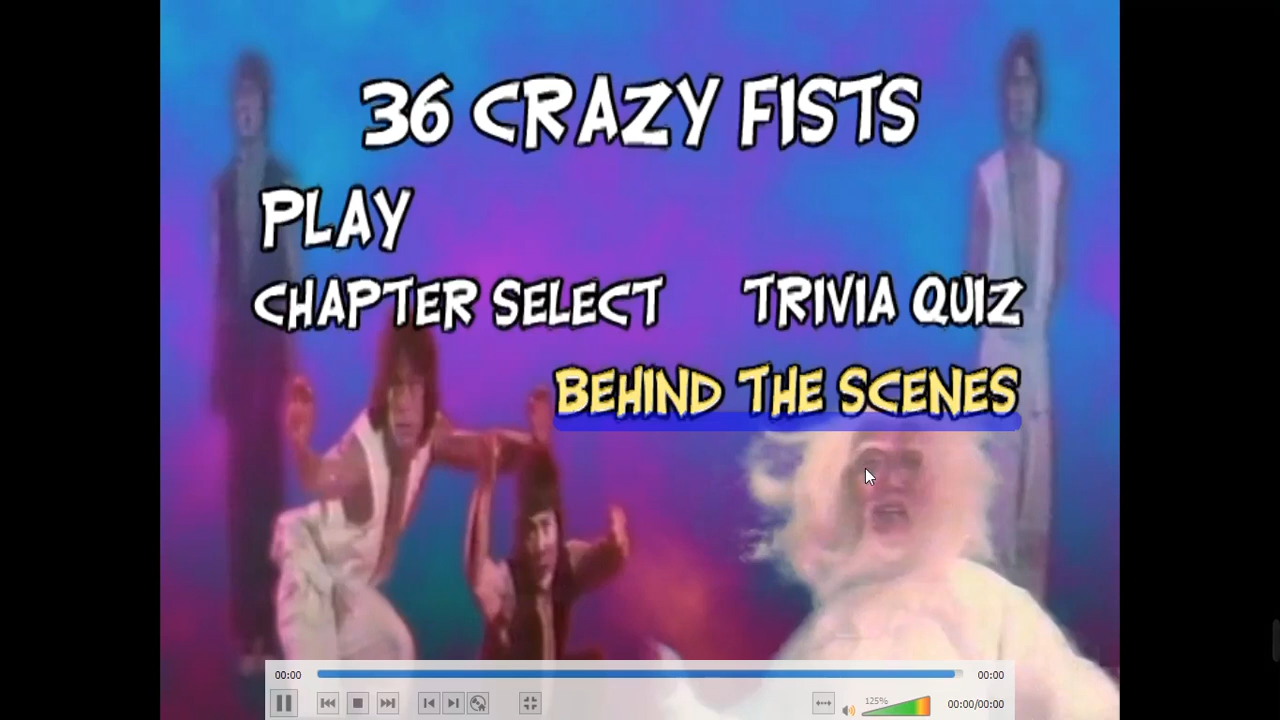 36 CRAZY FISTS
PLAY
CHAPTER SELECT TRIVIA QUIZ
BEHIND THE SCENES
00:00 00:00
125% 00:00/00:00